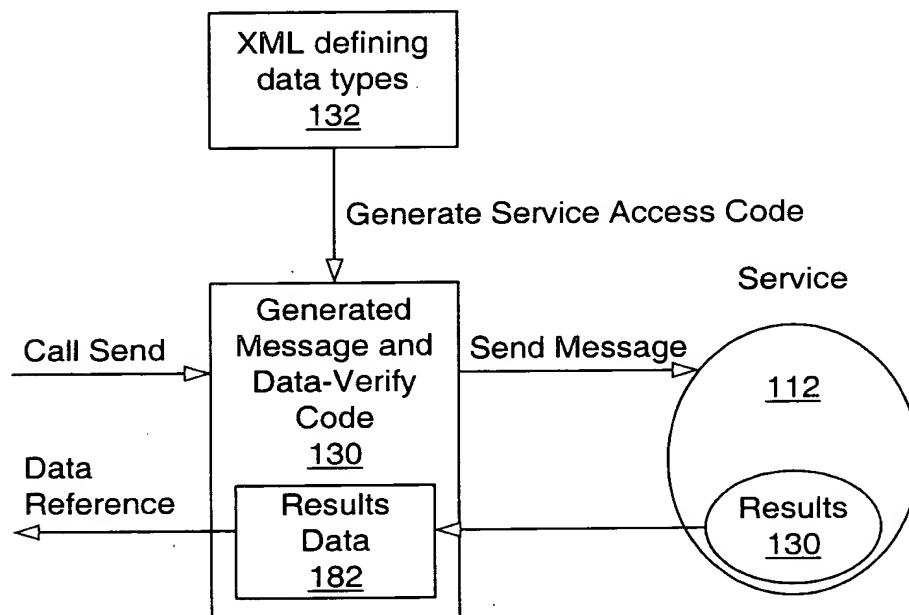 XML defining
data types
132
Generate Service Access Code
Service
Generated
Message and
Data-Verify
Code
130
Call Send
Send Message
112
Data
Reference
Results
Data
182
Results
130